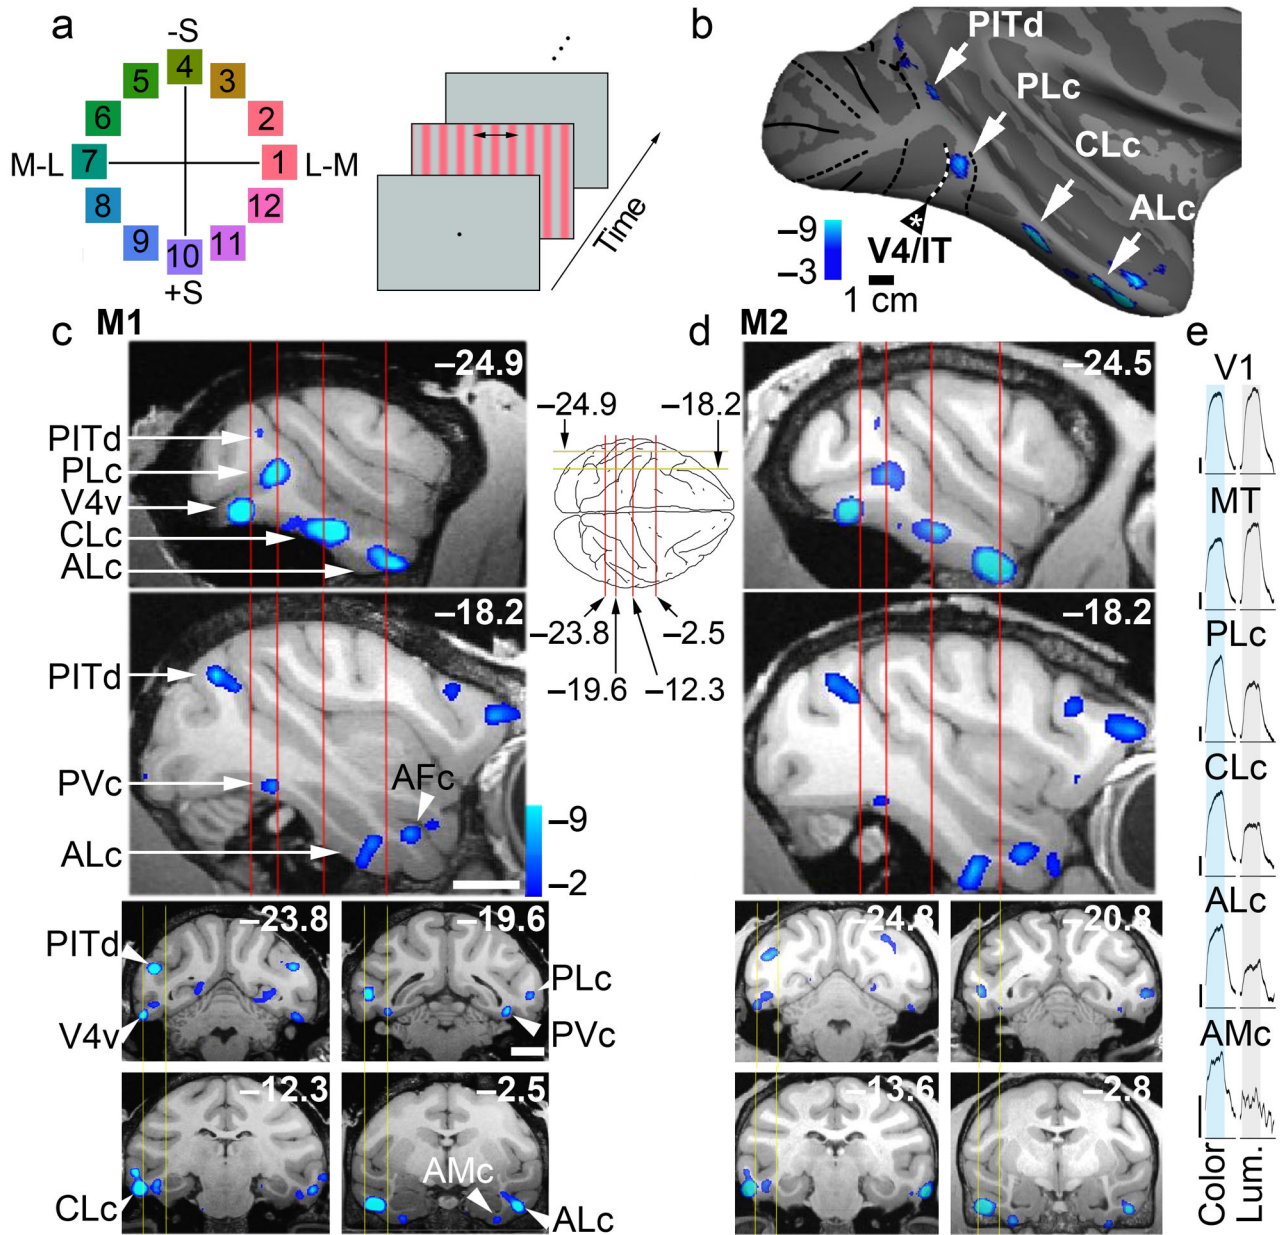 a
-S
4
5
3
6
2
M-L
7
1
L-M
8
12
9
11
10
+S
Time
b
PITd
PLc
CLc
ALc
*
V4/IT
–9
–3
1 cm
c
M1
–24.9
PITd
PLc
V4v
CLc
ALc
–18.2
PITd
PVc
AFc
ALc
–9
–2
–24.9
–18.2
–23.8
–2.5
–19.6
–12.3
d
M2
–24.5
–18.2
e
V1
MT
PLc
CLc
ALc
AMc
Color
Lum.
–23.8
PITd
V4v
–19.6
PLc
PVc
–12.3
CLc
–2.5
AMc
ALc
–24.8
–20.8
–13.6
–2.8